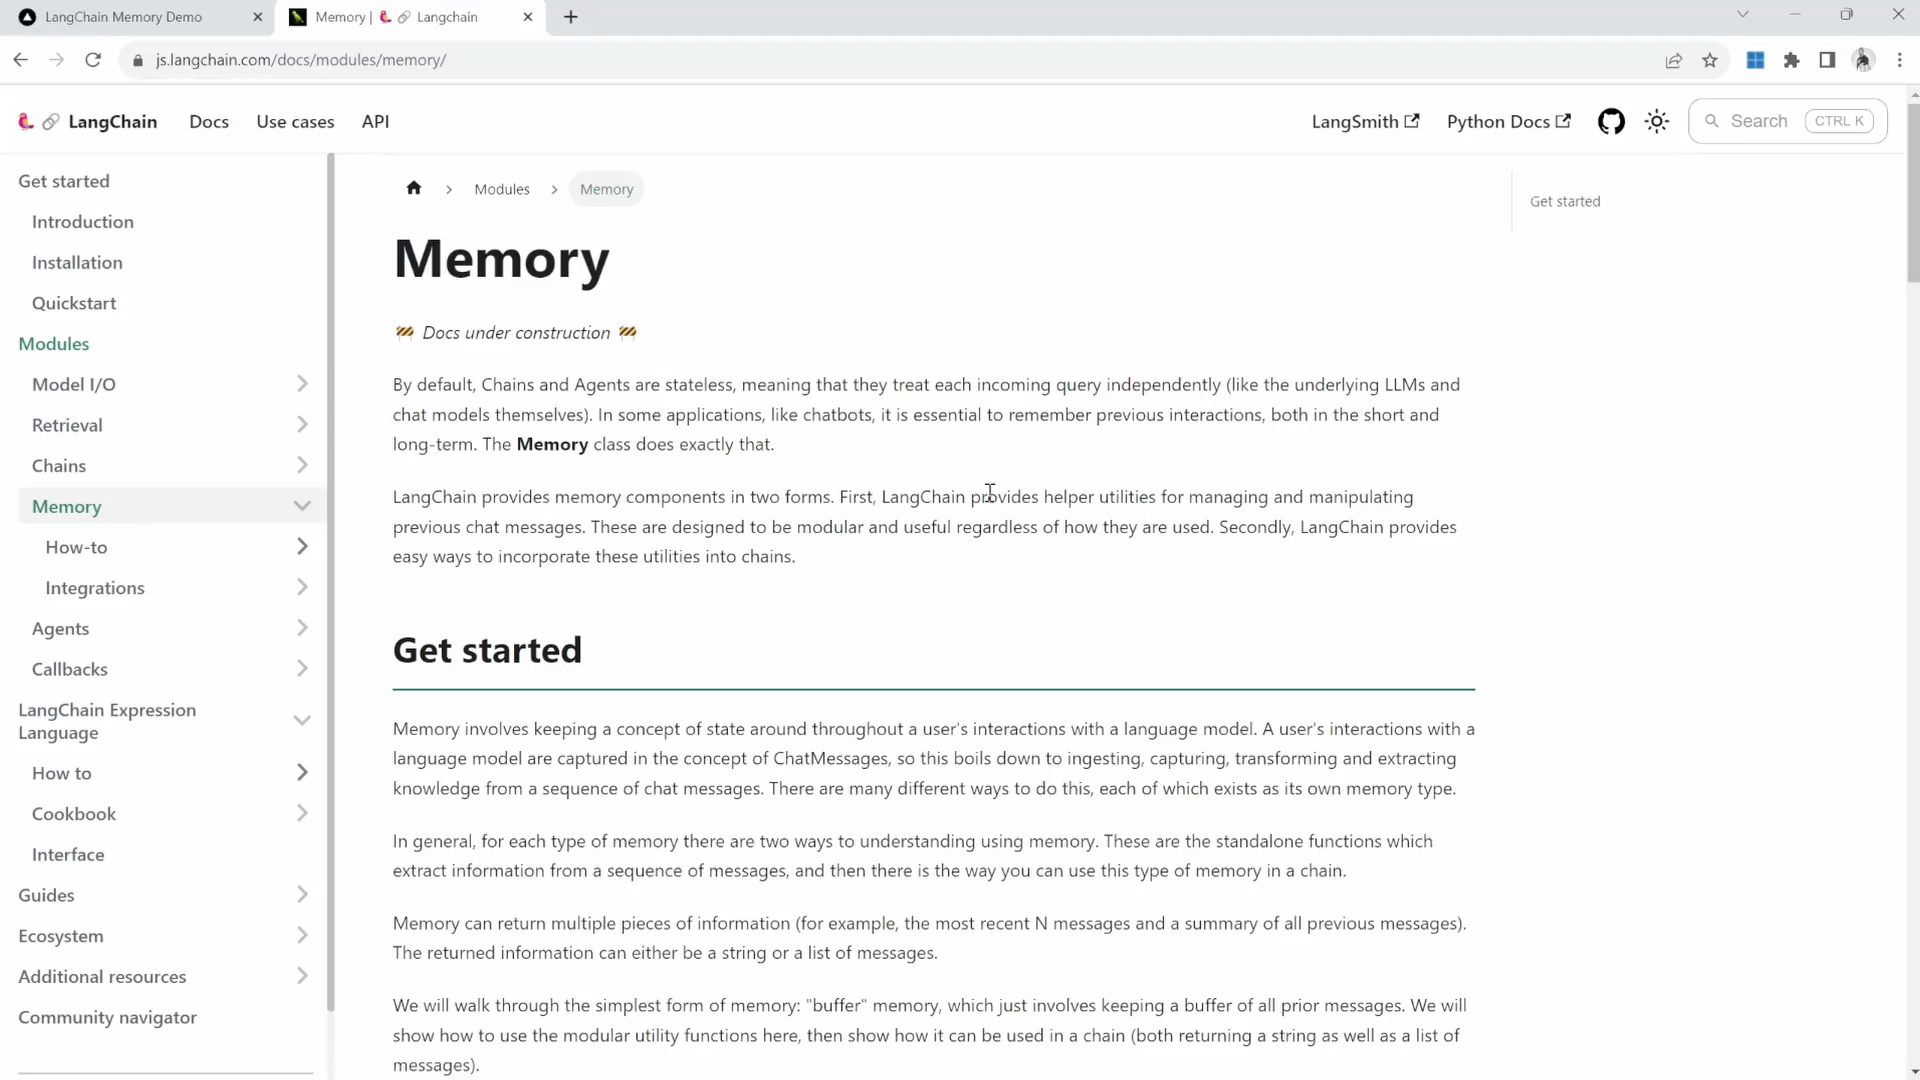 LangChain Memory Demo
Memory | 🦜🔗 Langchain
js.langchain.com/docs/modules/memory/
🦜🔗 LangChain
Docs
Use cases
API
LangSmith
Python Docs
Search
CTRL K
Get started
Introduction
Installation
Quickstart
Modules
Model I/O
Retrieval
Chains
Memory
How-to
Integrations
Agents
Callbacks
LangChain Expression
Language
How to
Cookbook
Interface
Guides
Ecosystem
Additional resources
Community navigator
Modules
Memory
Memory
🚧 Docs under construction 🚧
By default, Chains and Agents are stateless, meaning that they treat each incoming query independently (like the underlying LLMs and
chat models themselves). In some applications, like chatbots, it is essential to remember previous interactions, both in the short and
long-term. The Memory class does exactly that.
LangChain provides memory components in two forms. First, LangChain provides helper utilities for managing and manipulating
previous chat messages. These are designed to be modular and useful regardless of how they are used. Secondly, LangChain provides
easy ways to incorporate these utilities into chains.
Get started
Memory involves keeping a concept of state around throughout a user's interactions with a language model. A user's interactions with a
language model are captured in the concept of ChatMessages, so this boils down to ingesting, capturing, transforming and extracting
knowledge from a sequence of chat messages. There are many different ways to do this, each of which exists as its own memory type.
In general, for each type of memory there are two ways to understanding using memory. These are the standalone functions which
extract information from a sequence of messages, and then there is the way you can use this type of memory in a chain.
Memory can return multiple pieces of information (for example, the most recent N messages and a summary of all previous messages).
The returned information can either be a string or a list of messages.
We will walk through the simplest form of memory: "buffer" memory, which just involves keeping a buffer of all prior messages. We will
show how to use the modular utility functions here, then show how it can be used in a chain (both returning a string as well as a list of
messages).
Get started